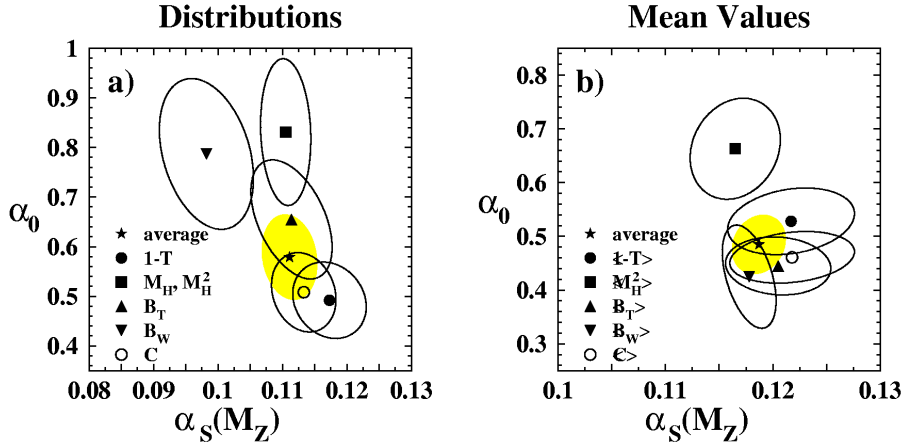 Distributions
Mean Values
a)
1
0.9
0.8
0.7
0.6
0.5
0.4
α0
average
1-T
MH, MH2
BT
BW
C
0.08 0.09 0.1 0.11 0.12 0.13
αS(MZ)
b)
0.8
0.7
0.6
0.5
0.4
0.3
α0
average
<1-T>
<MH2>
<BT>
<BW>
<C>
0.1 0.11 0.12 0.13
αS(MZ)